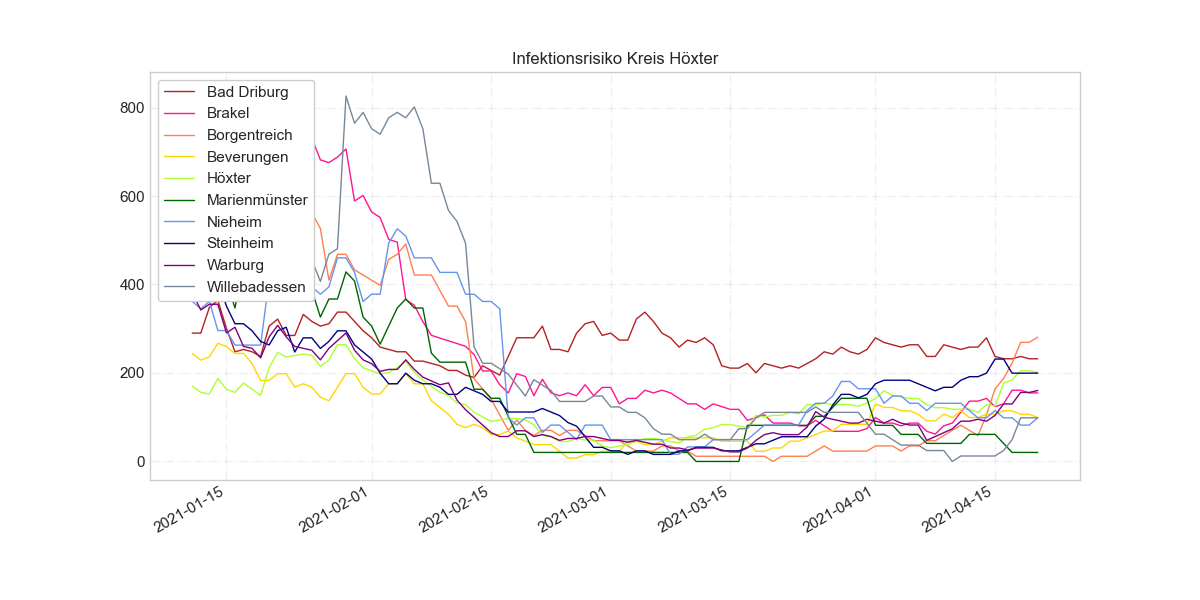 Infektionsrisiko Kreis Höxter
Bad Driburg
Brakel
Borgentreich
Beverungen
Höxter
Marienmünster
Nieheim
Steinheim
Warburg
Willebadessen
800
600
400
200
0
2021-01-15
2021-02-01
2021-02-15
2021-03-01
2021-03-15
2021-04-01
2021-04-15